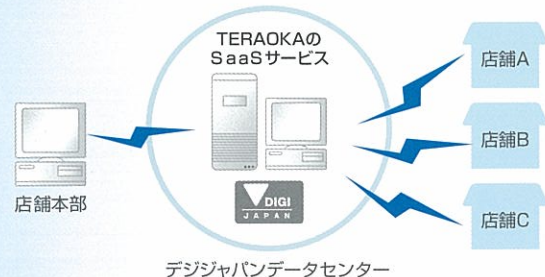 TERAOKAの
SaaSサービス
店舗本部
DIGI
JAPAN
店舗A
店舗B
店舗C
デジジャパンデータセンター